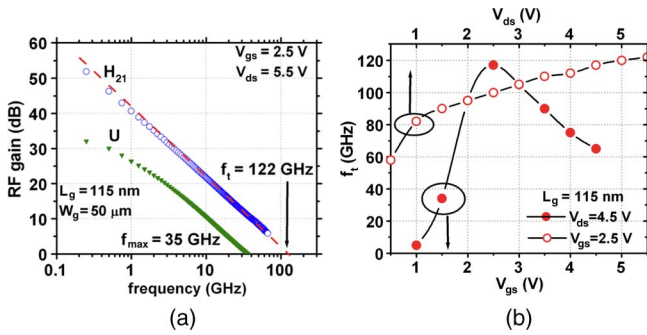 (a)
60
50
40
30
20
10
0
RF gain (dB)
H21
U
Vgs = 2.5 V
Vds = 5.5 V
Lg = 115 nm
Wg = 50 μm
ft = 122 GHz
fmax = 35 GHz
0.1 1 10 100
frequency (GHz)
(a)
(b)
Vds (V)
1 2 3 4 5
120
100
80
60
40
20
0
ft (GHz)
Lg = 115 nm
Vds=4.5 V
Vgs=2.5 V
1 2 3 4 5
Vgs (V)
(b)